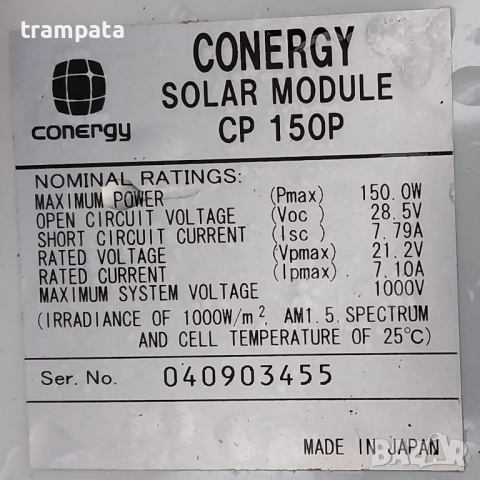 trampata
conergy
CONERGY
SOLAR MODULE
CP 150P
NOMINAL RATINGS:
MAXIMUM POWER (Pmax) 150.0W
OPEN CIRCUIT VOLTAGE (Voc) 28.5V
SHORT CIRCUIT CURRENT (Isc) 7.79A
RATED VOLTAGE (Vpmax) 21.2V
RATED CURRENT (Ipmax) 7.10A
MAXIMUM SYSTEM VOLTAGE 1000V
(IRRADIANCE OF 1000W/m², AM1.5. SPECTRUM
AND CELL TEMPERATURE OF 25°C)
Ser. No. 040903455
MADE IN JAPAN
BAZAR